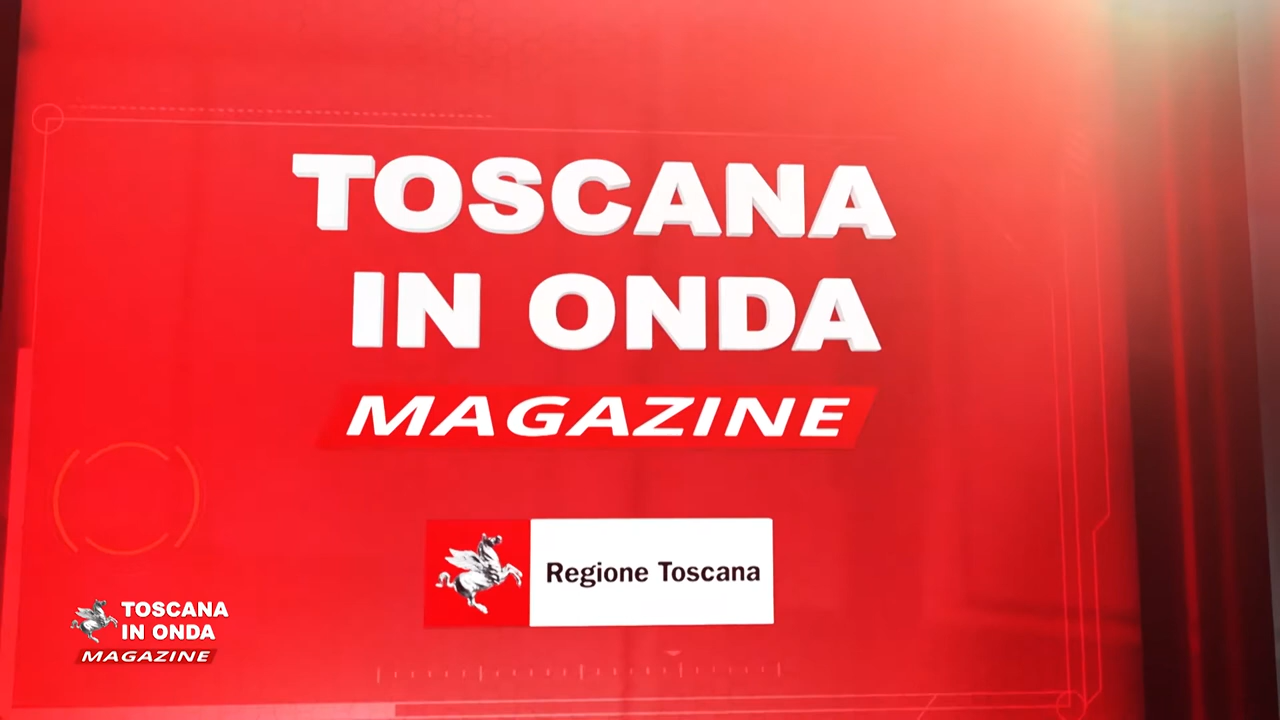 TOSCANA
IN ONDA
MAGAZINE
Regione Toscana
TOSCANA
IN ONDA
MAGAZINE